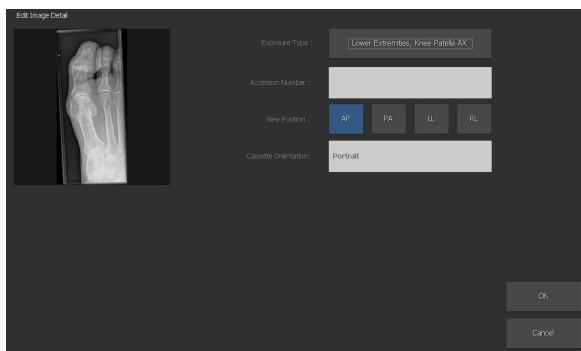 Edit Image Detail
Exposure Type :
Lower Extremities, Knee Patella AX
Accession Number :
View Position :
AP
PA
LL
RL
Cassette Orientation:
Portrait
OK
Cancel